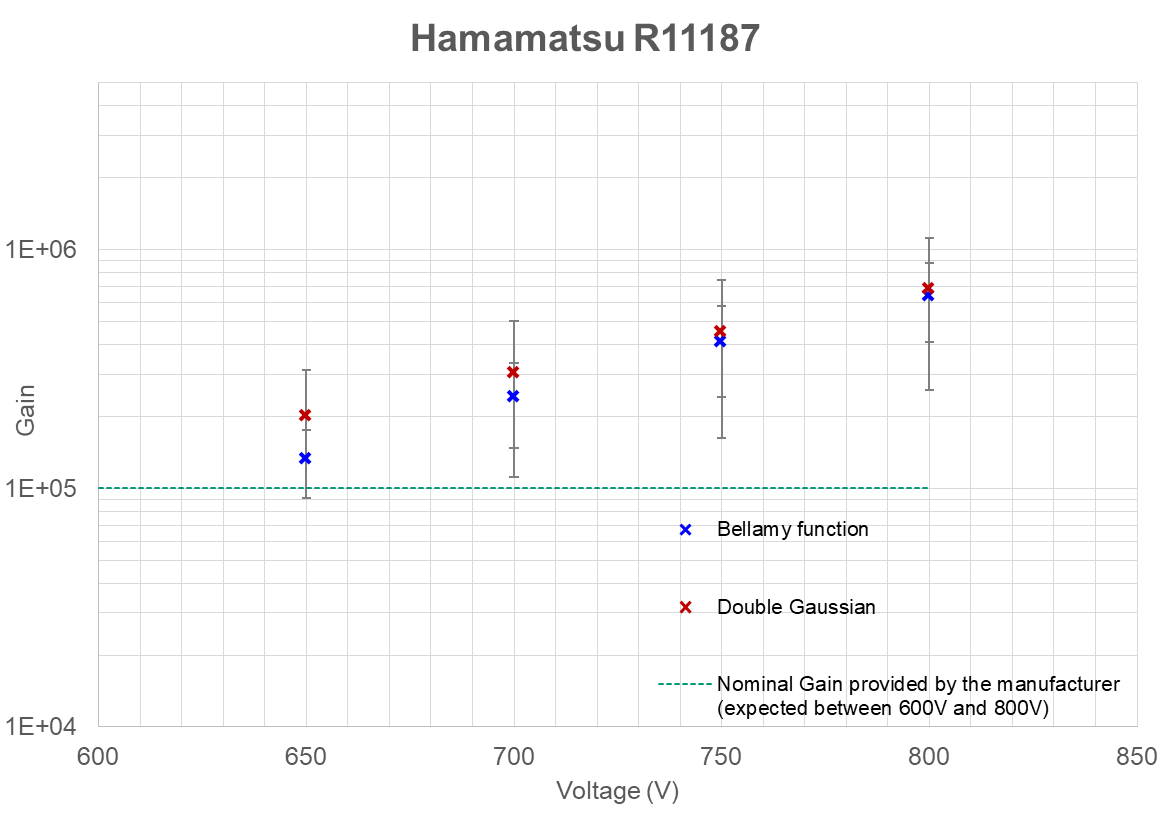 Hamamatsu R11187
1E+06
1E+05
1E+04
Gain
Bellamy function
Double Gaussian
Nominal Gain provided by the manufacturer
(expected between 600V and 800V)
600 650 700 750 800 850
Voltage (V)